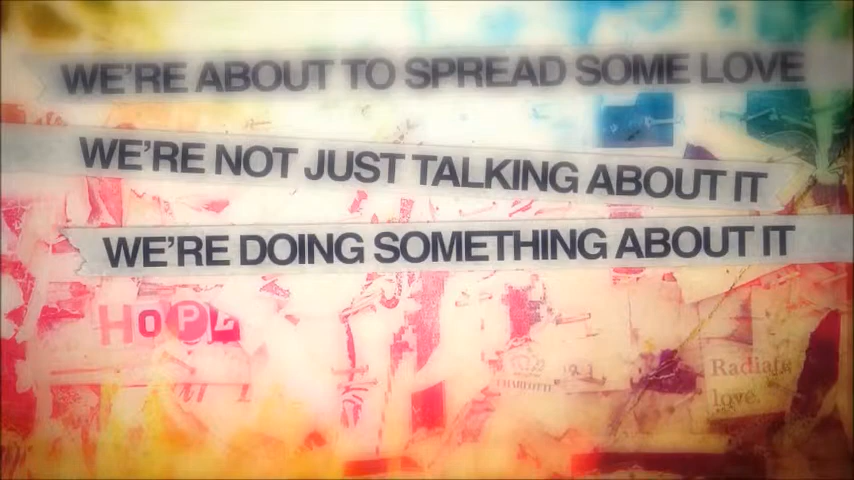 WE'RE ABOUT TO SPREAD SOME LOVE
WE'RE NOT JUST TALKING ABOUT IT
WE'RE DOING SOMETHING ABOUT IT
HOPE
Radiate
love.